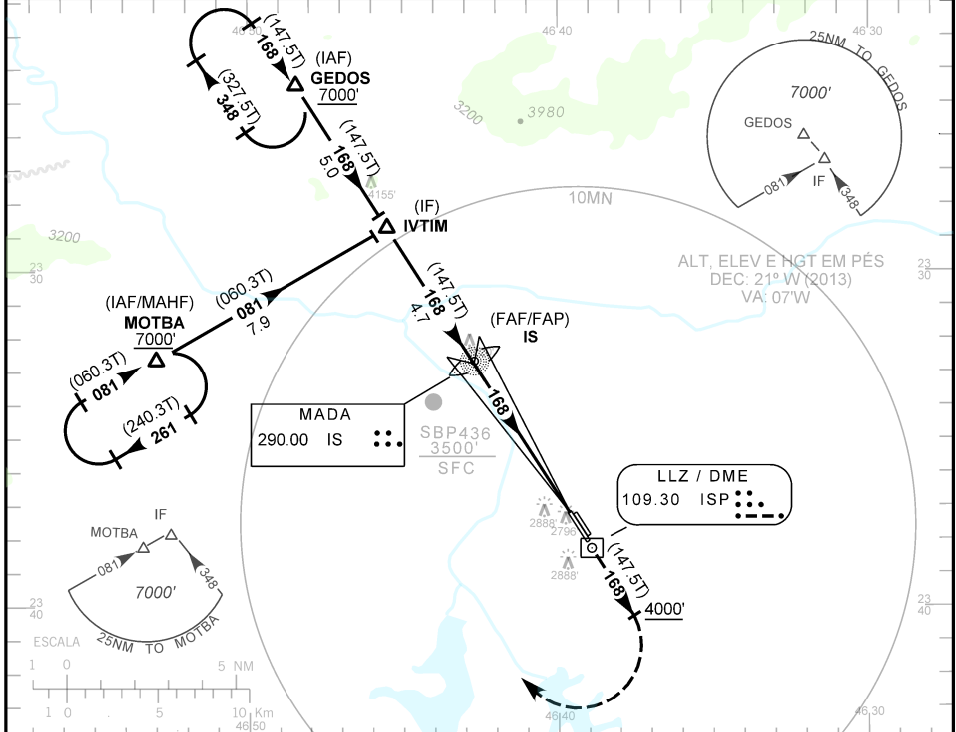 46:50
46:40
46:30
(147.5T)
168
(IAF)
GEDOS
7000'
(327.5T)
348
(147.5T)
168
5.0
4155'
3200
3980
25NM TO GEDOS
7000'
GEDOS
IF
081
348
3200
10MN
(IF)
IVTIM
23
30
23
30
ALT, ELEV E HGT EM PÉS
DEC: 21º W (2013)
VA: 07'W
(IAF/MAHF)
MOTBA
7000'
(060.3T)
081
7.9
(147.5T)
168
4.7
(FAF/FAP)
IS
(060.3T)
081
(240.3T)
261
168
MADA
290.00 IS
SBP436
3500'
SFC
LLZ / DME
109.30 ISP
2888'
2796'
2888'
(147.5T)
168
4000'
IF
MOTBA
081
348
7000'
25NM TO MOTBA
23
40
23
40
ESCALA
1 0 5 NM
1 0 5 10 Km
46:50
46:40
46:30